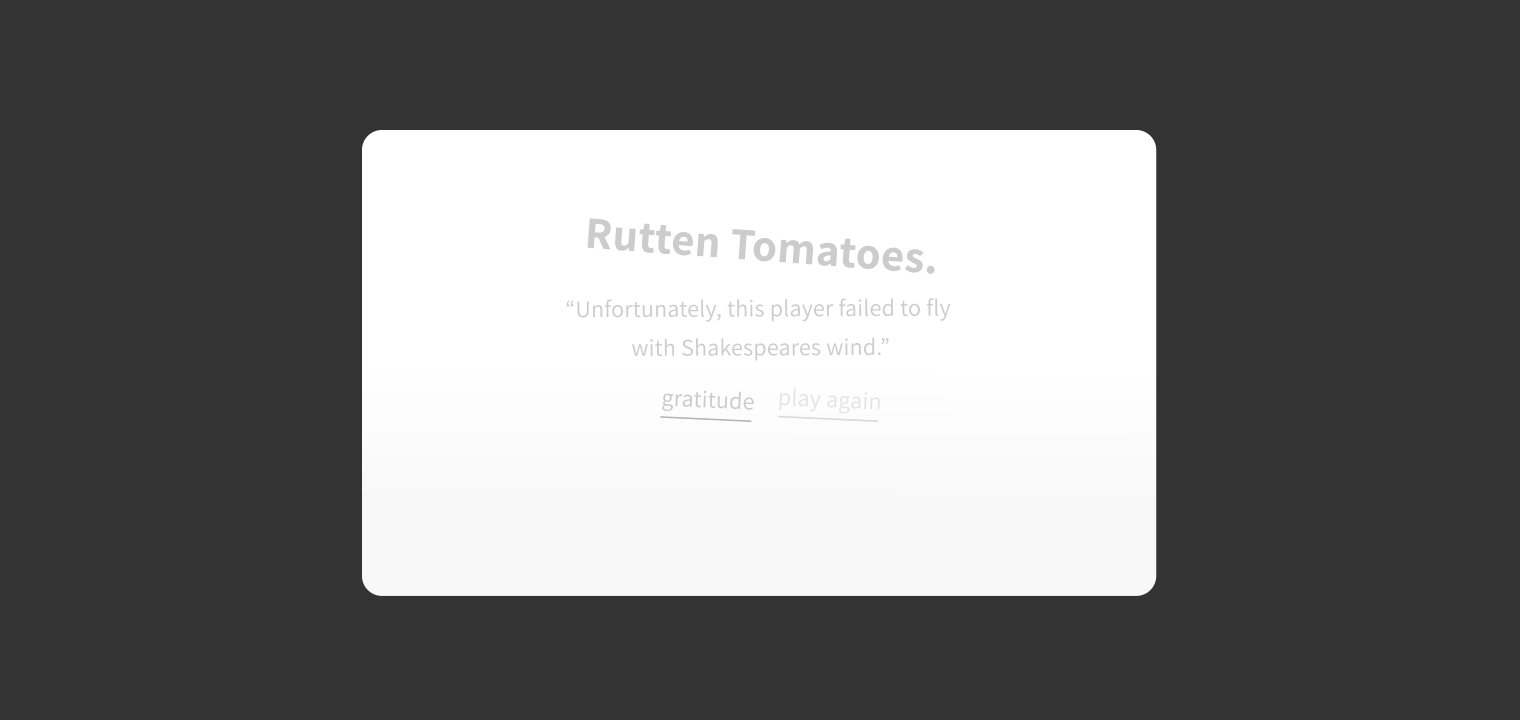 Rutten Tomatoes.
“Unfortunately, this player failed to fly
with Shakespeares wind.”
gratitude play again